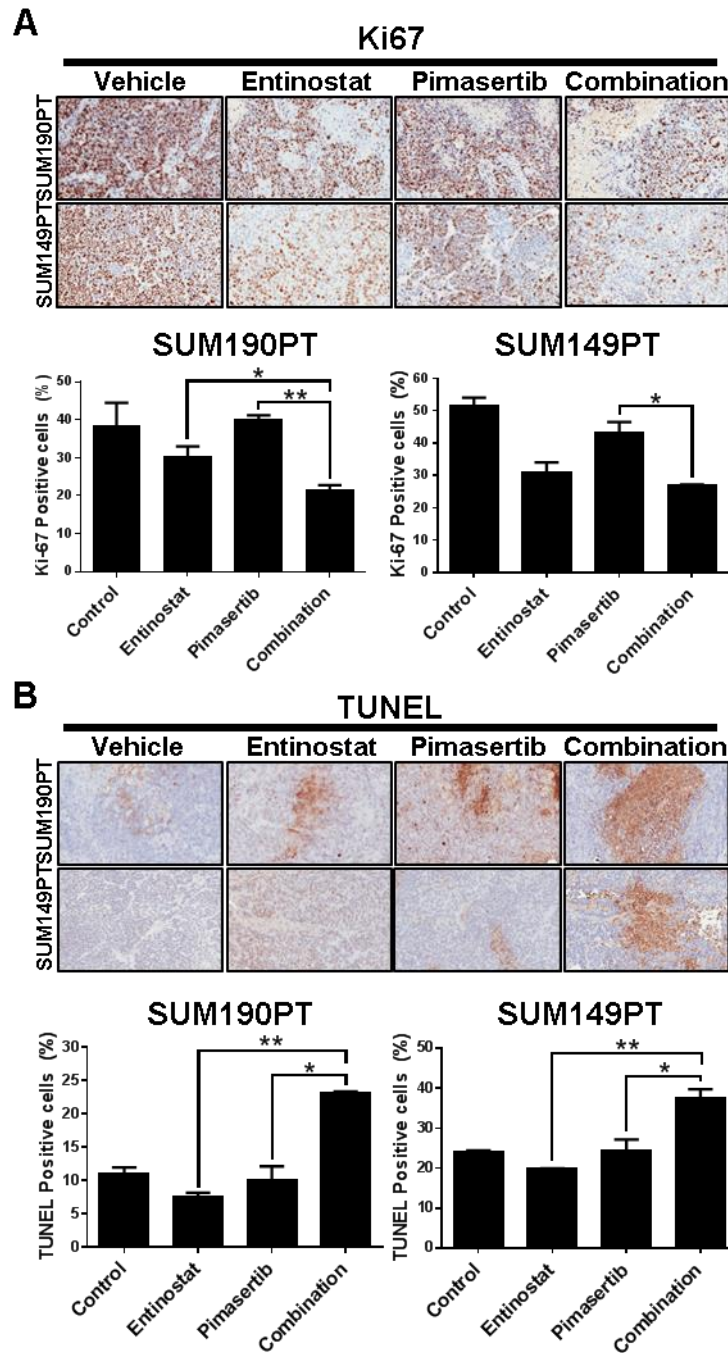 A
Ki67
Vehicle Entinostat Pimasertib Combination
SUM190PT
SUM149PT
SUM190PT
Ki-67 Positive cells (%)
50
40
30
20
10
0
* 
**
Control
Entinostat
Pimasertib
Combination
SUM149PT
Ki-67 Positive cells (%)
60
50
40
30
20
10
0
*
Control
Entinostat
Pimasertib
Combination
B
TUNEL
Vehicle Entinostat Pimasertib Combination
SUM190PT
SUM149PT
SUM190PT
TUNEL Positive cells (%)
30
25
20
15
10
5
0
**
*
Control
Entinostat
Pimasertib
Combination
SUM149PT
TUNEL Positive cells (%)
50
40
30
20
10
0
**
*
Control
Entinostat
Pimasertib
Combination